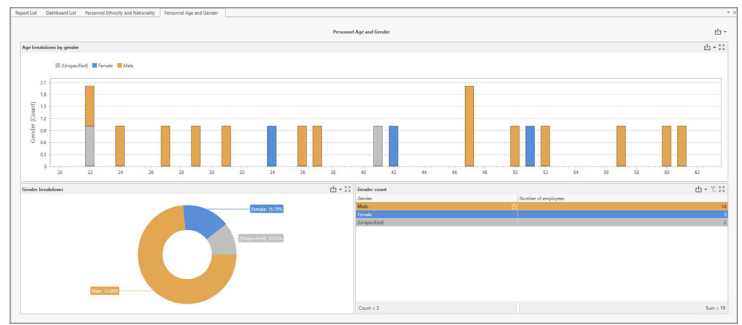 Report List Dashboard List Personnel Ethnicity and Nationality Personnel Age and Gender
Personnel Age and Gender
Age breakdown by gender
(Unspecified) Female Male
Gender (Count)
2.1
1.8
1.5
1.2
0.9
0.6
0.3
0
20 22 24 26 28 30 32 34 36 38 40 42 44 46 48 50 52 54 56 58 60 62
Gender breakdown
Female: 15.79%
(Unspecified): 10.53%
Male: 73.68%
Gender count
Gender Number of employees
Male 14
Female 3
(Unspecified) 2
Count = 3 Sum = 19